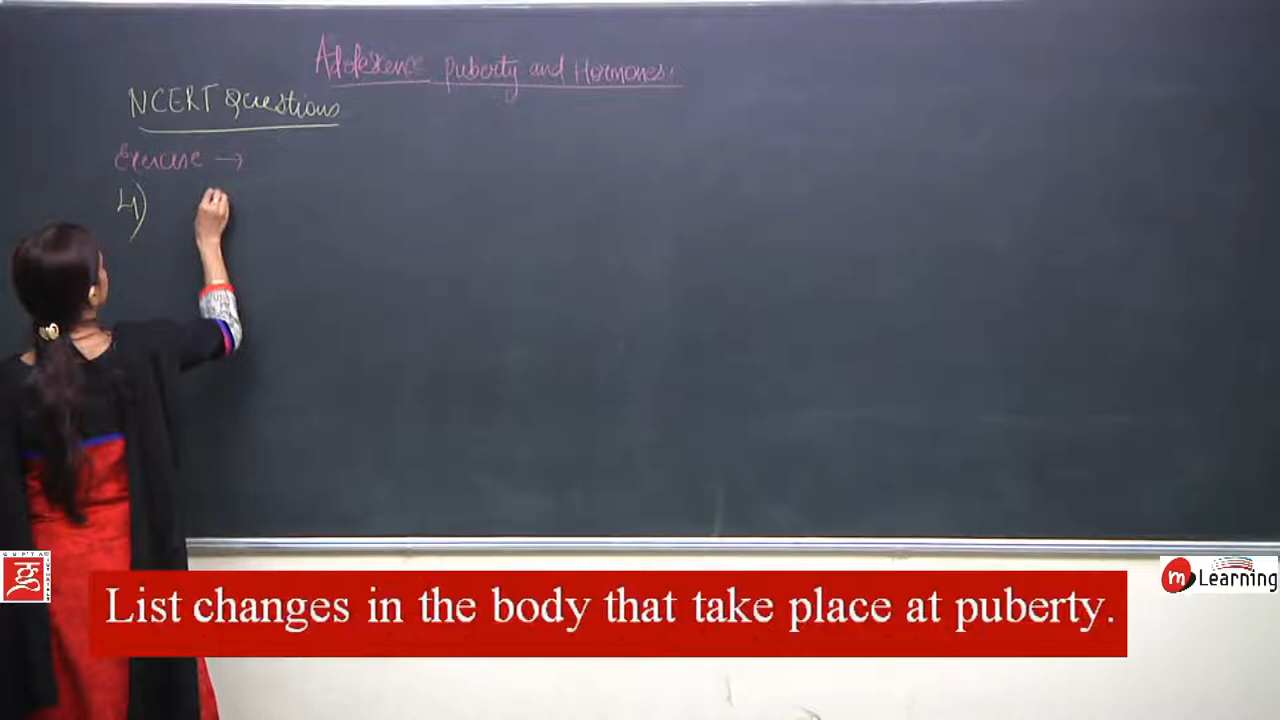 Adolescence puberty and Hormones.
NCERT Questions
Exercise →
4)
List changes in the body that take place at puberty.
GUPTA
m Learning